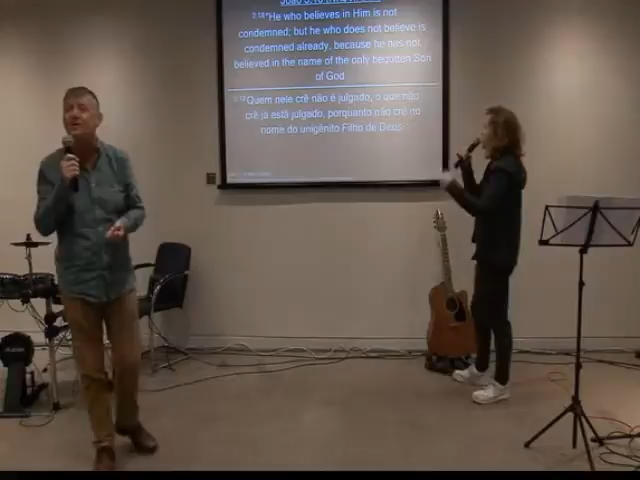 2:18 "He who believes in Him is not
condemned; but he who does not believe is
condemned already, because he has not
believed in the name of the only begotten Son
of God
Quem nele crê não é julgado, o que não
crê já está julgado, porquanto não crê no
nome do unigênito Filho de Deus